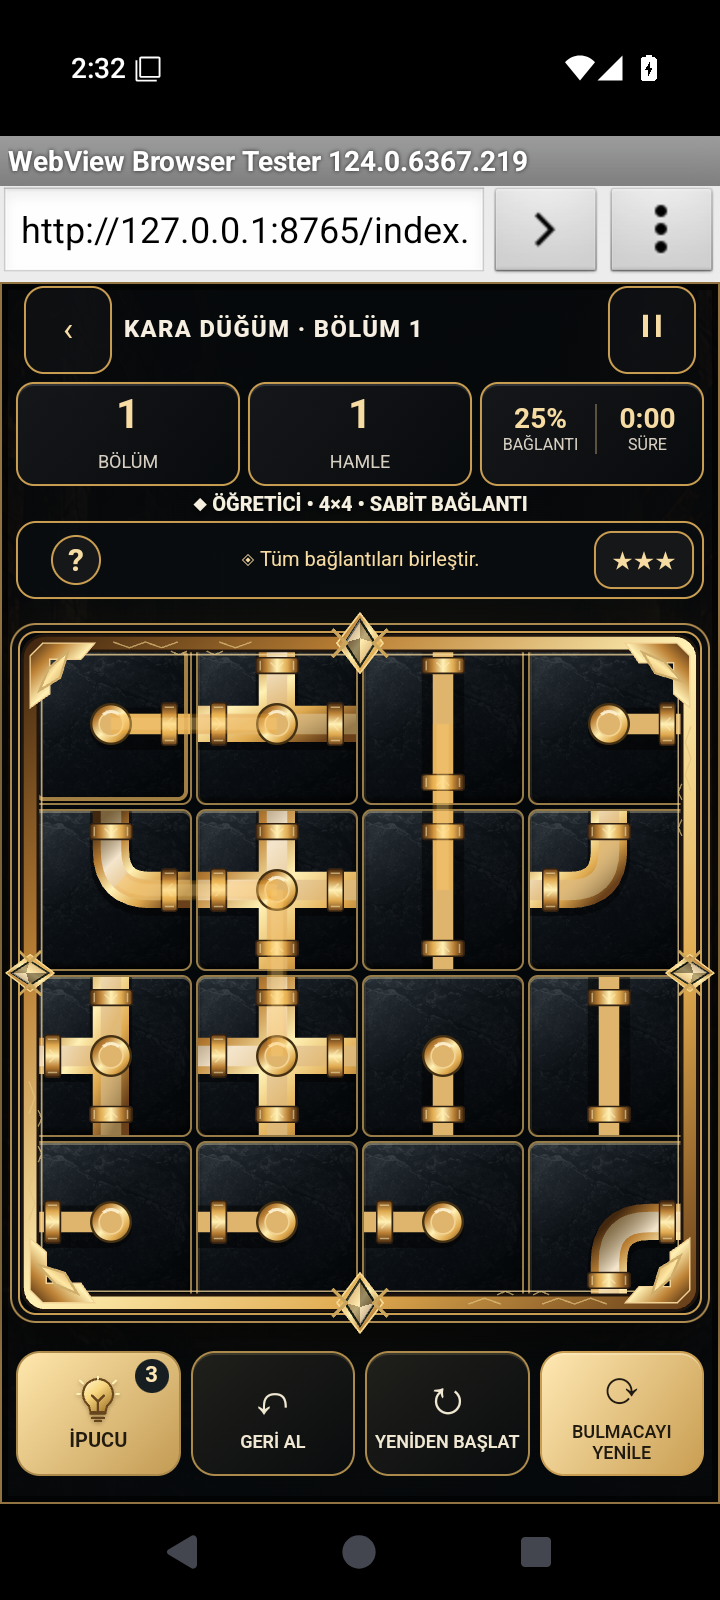 2:32
WebView Browser Tester 124.0.6367.219
http://127.0.0.1:8765/index.
‹ KARA DÜĞÜM · BÖLÜM 1
1
BÖLÜM
1
HAMLE
25%
BAĞLANTI
0:00
SÜRE
◆ ÖĞRETİCİ • 4×4 • SABİT BAĞLANTI
?
◈ Tüm bağlantıları birleştir.
★★★
3
İPUCU
GERİ AL
YENİDEN BAŞLAT
BULMACAYI
YENİLE